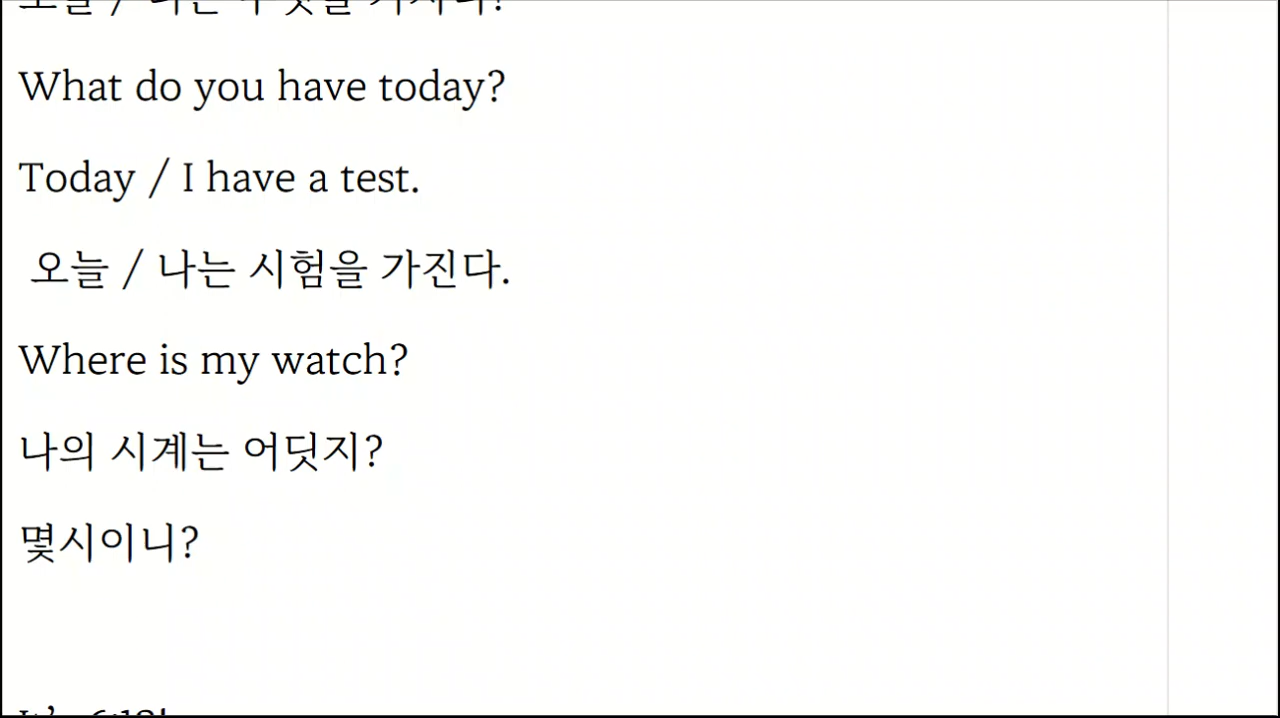 What do you have today?
Today / I have a test.
오늘 / 나는 시험을 가진다.
Where is my watch?
나의 시계는 어딧지?
몇시이니?